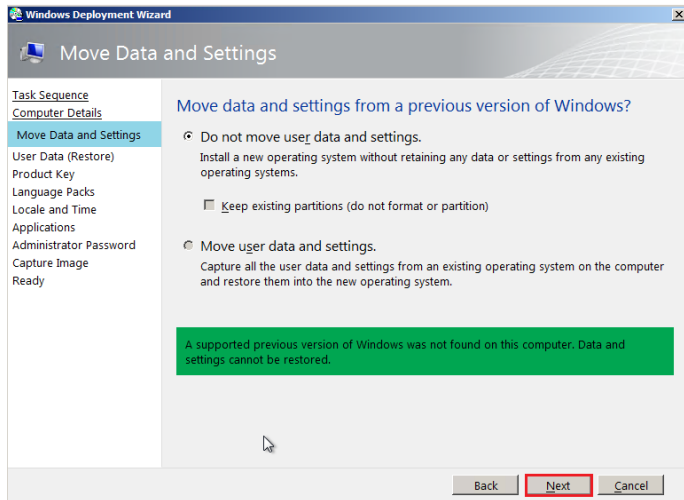 Windows Deployment Wizard
Move Data and Settings
Task Sequence
Computer Details
Move Data and Settings
User Data (Restore)
Product Key
Language Packs
Locale and Time
Applications
Administrator Password
Capture Image
Ready
Move data and settings from a previous version of Windows?
Do not move user data and settings.
Install a new operating system without retaining any data or settings from any existing
operating systems.
Keep existing partitions (do not format or partition)
Move user data and settings.
Capture all the user data and settings from an existing operating system on the computer
and restore them into the new operating system.
A supported previous version of Windows was not found on this computer. Data and
settings cannot be restored.
Back Next Cancel